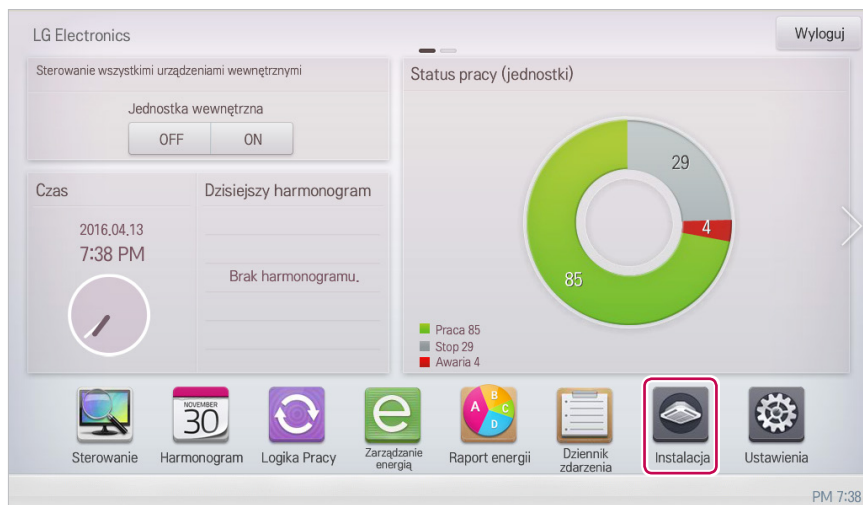 LG Electronics
Wyloguj
Sterowanie wszystkimi urządzeniami wewnętrznymi
Jednostka wewnętrzna
OFF
ON
Status pracy (jednostki)
29
4
85
Praca 85
Stop 29
Awaria 4
Czas
2016.04.13
7:38 PM
Dzisiejszy harmonogram
Brak harmonogramu.
Sterowanie
NOVEMBER
30
Harmonogram
Logika Pracy
e
Zarządzanie
energią
A
B
C
D
Raport energii
Dziennik
zdarzenia
Instalacja
Ustawienia
PM 7:38